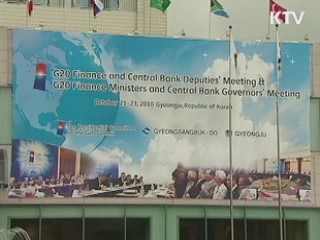 KTV
G20 Finance and Central Bank Deputies' Meeting &
G20 Finance Ministers and Central Bank Governors' Meeting
October 21-23, 2010 Gyeongju, Republic of Korea
GYEONGSANGBUK-DO GYEONGJU